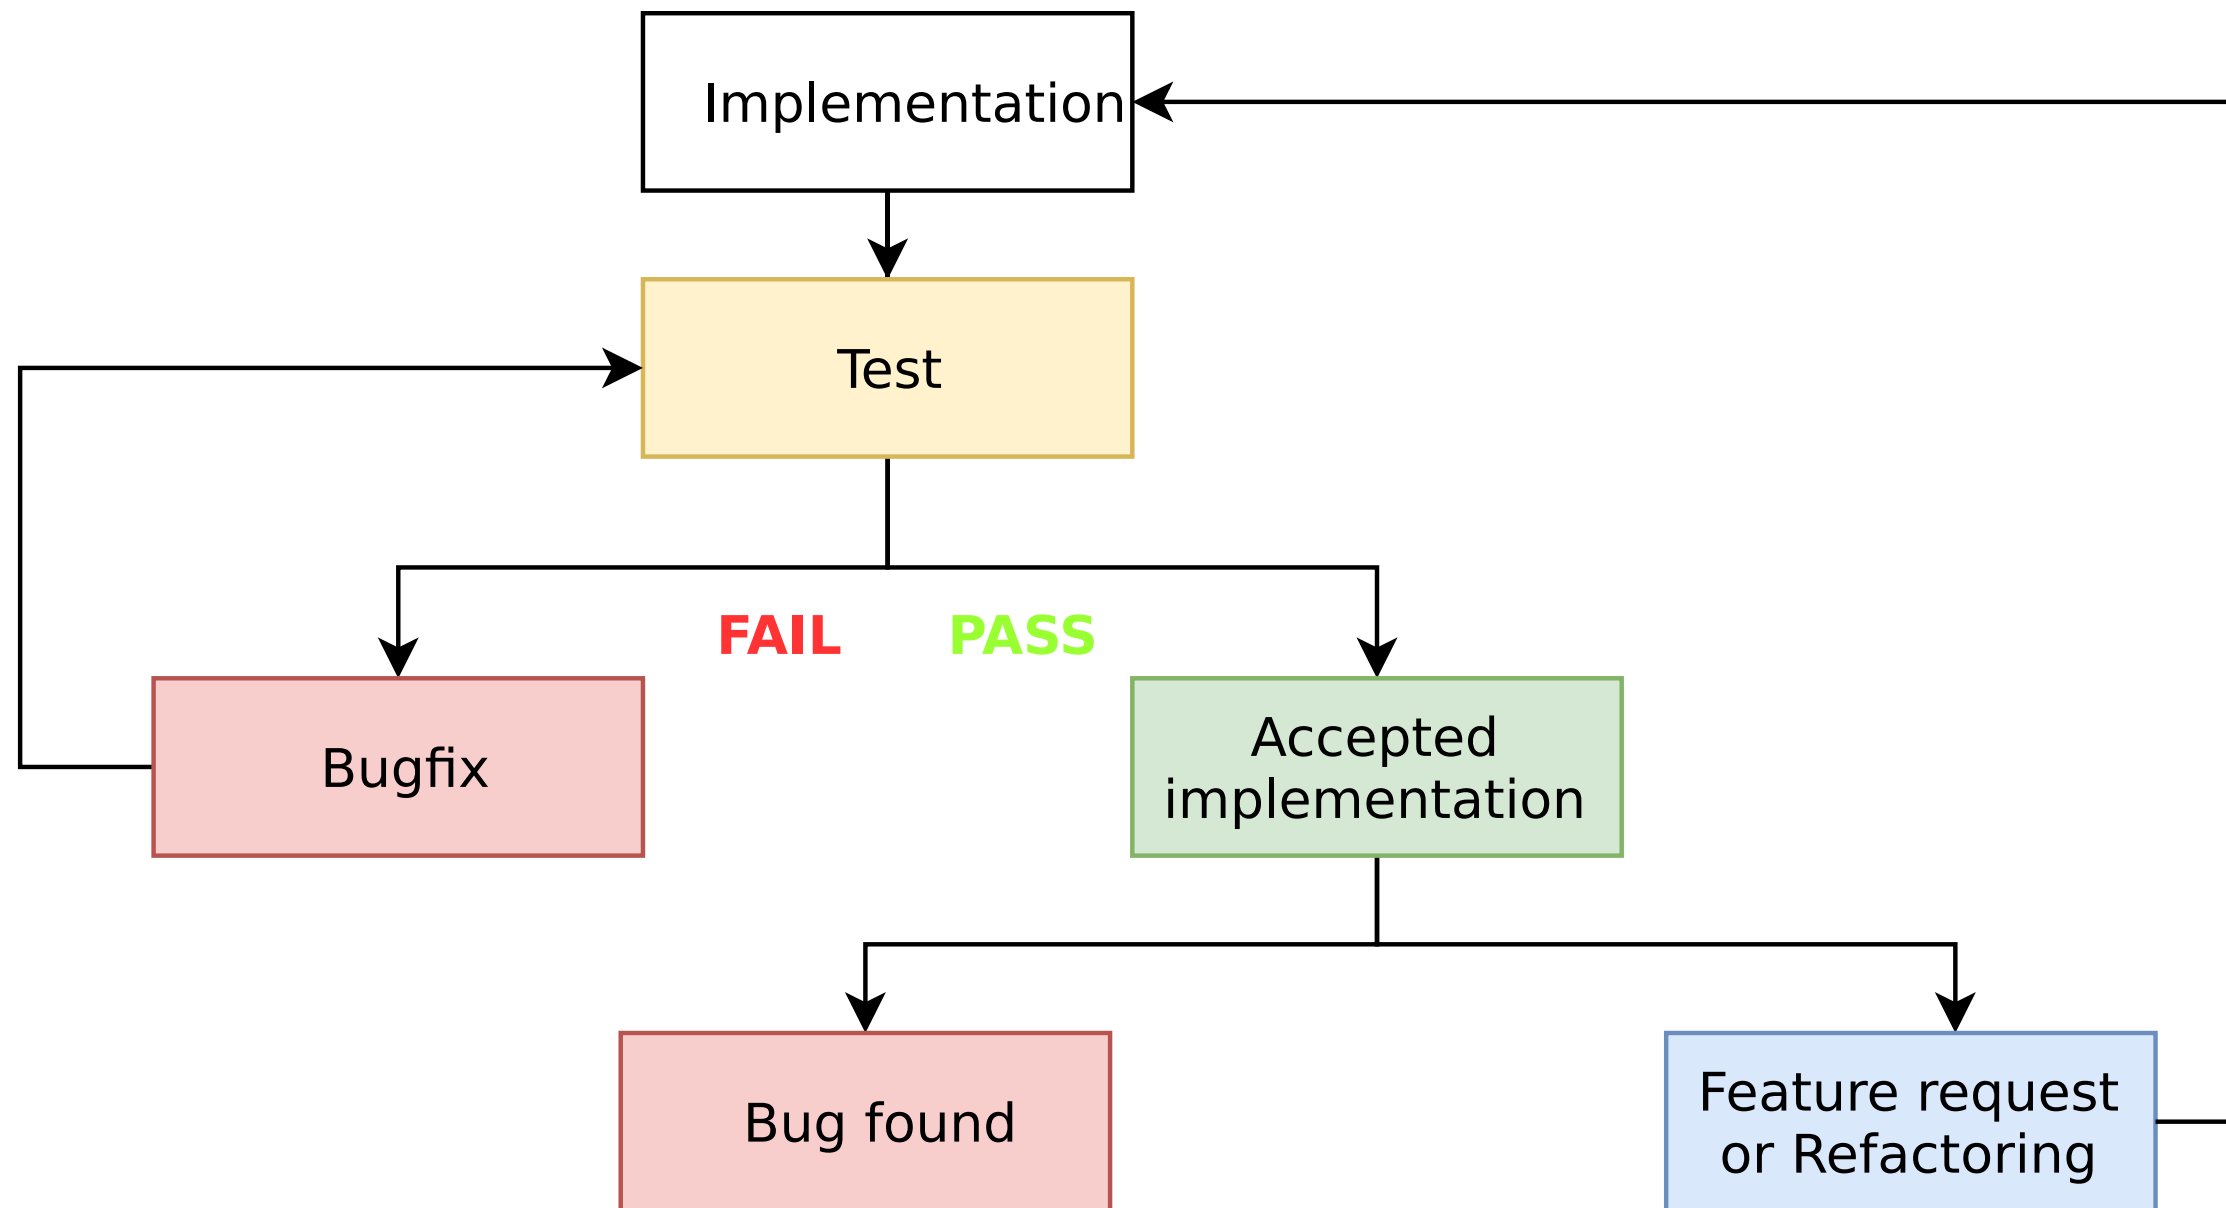 Implementation
Test
FAIL
PASS
Bugfix
Accepted
implementation
Bug found
Feature request
or Refactoring